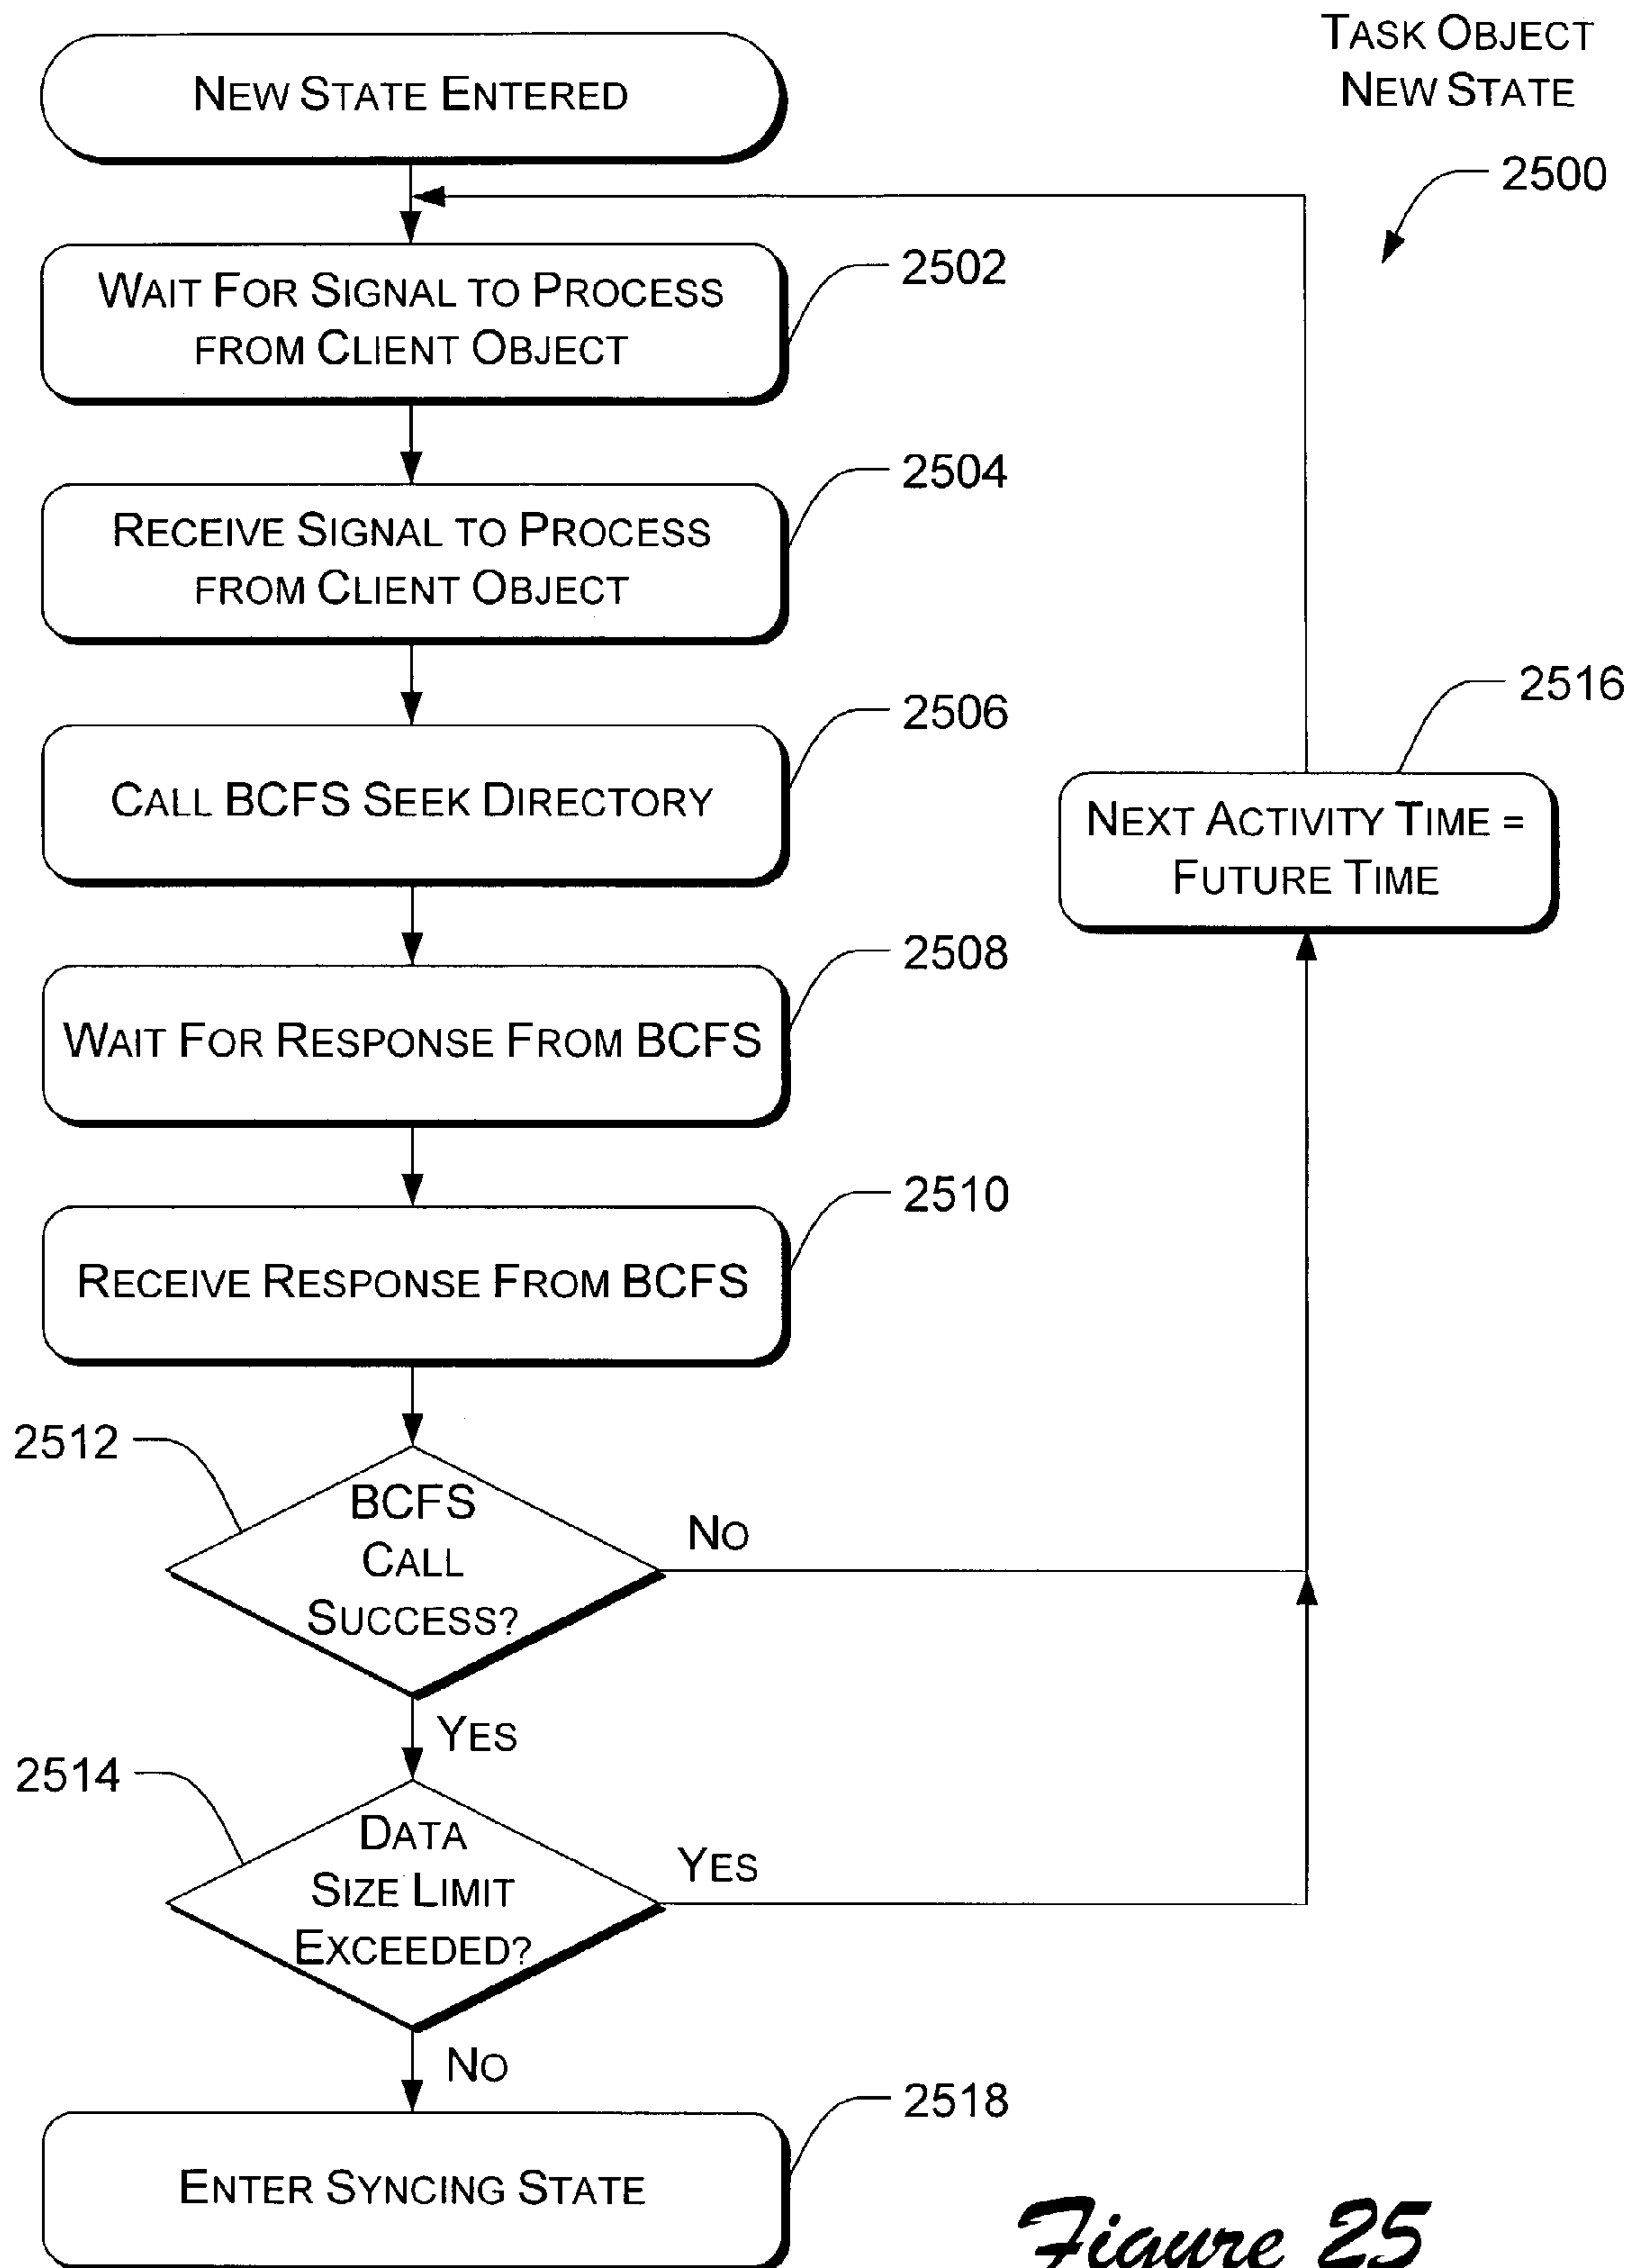 TASK OBJECT
NEW STATE
2500
NEW STATE ENTERED
WAIT FOR SIGNAL TO PROCESS
FROM CLIENT OBJECT
2502
RECEIVE SIGNAL TO PROCESS
FROM CLIENT OBJECT
2504
CALL BCFS SEEK DIRECTORY
2506
2516
NEXT ACTIVITY TIME =
FUTURE TIME
WAIT FOR RESPONSE FROM BCFS
2508
RECEIVE RESPONSE FROM BCFS
2510
2512
BCFS
CALL
SUCCESS?
NO
YES
2514
DATA
SIZE LIMIT
EXCEEDED?
YES
NO
ENTER SYNCING STATE
2518
Figure 25